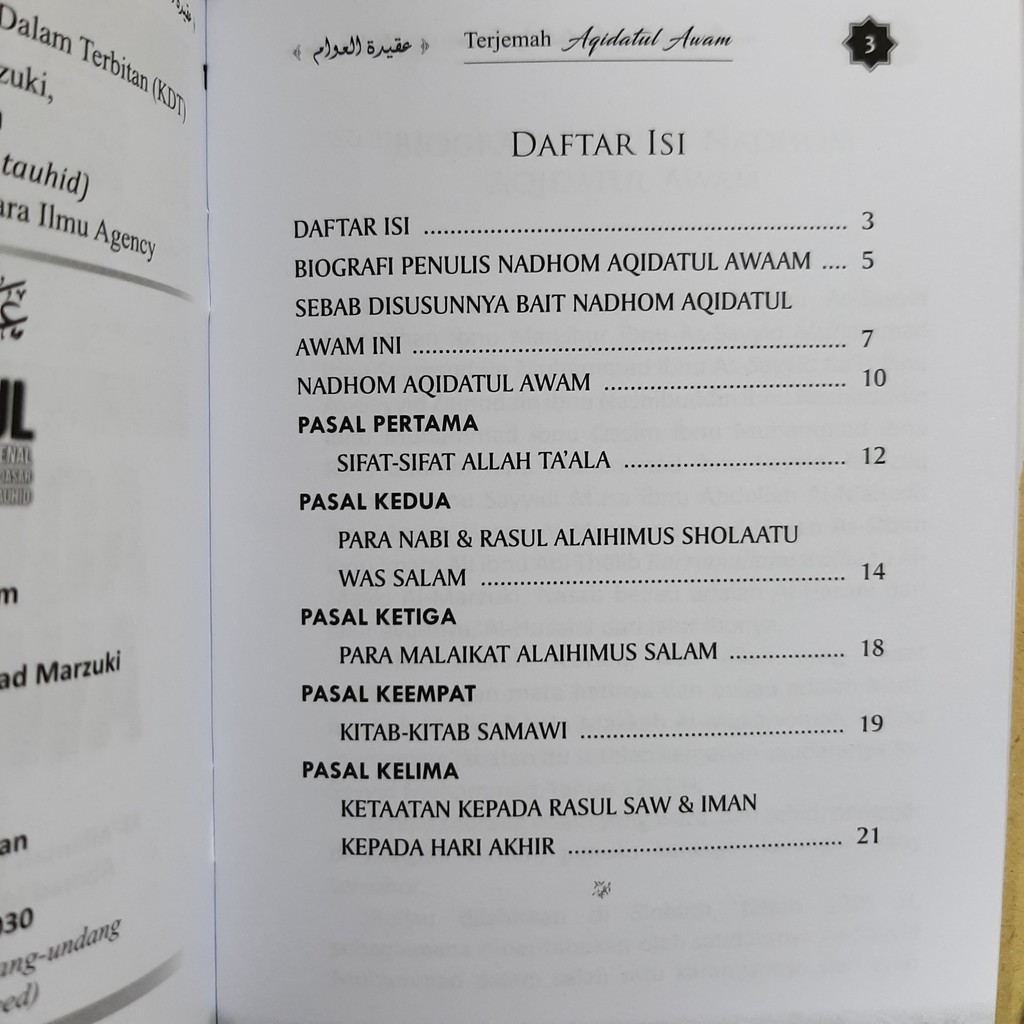 Dalam Terbitan (KDT)
zuki,
tauhid)
ara Ilmu Agency
UL
ENAL
DASAR
AUHID
m
ad Marzuki
an
030
ang-undang
ed)
﴾ عقيدة العوام ﴿ Terjemah Aqidatul Awam 3
DAFTAR ISI
DAFTAR ISI ................................................................ 3
BIOGRAFI PENULIS NADHOM AQIDATUL AWAAM .... 5
SEBAB DISUSUNNYA BAIT NADHOM AQIDATUL
AWAM INI ................................................................ 7
NADHOM AQIDATUL AWAM .................................... 10
PASAL PERTAMA
SIFAT-SIFAT ALLAH TA'ALA ................................. 12
PASAL KEDUA
PARA NABI & RASUL ALAIHIMUS SHOLAATU
WAS SALAM ...................................................... 14
PASAL KETIGA
PARA MALAIKAT ALAIHIMUS SALAM ................. 18
PASAL KEEMPAT
KITAB-KITAB SAMAWI ....................................... 19
PASAL KELIMA
KETAATAN KEPADA RASUL SAW & IMAN
KEPADA HARI AKHIR ......................................... 21